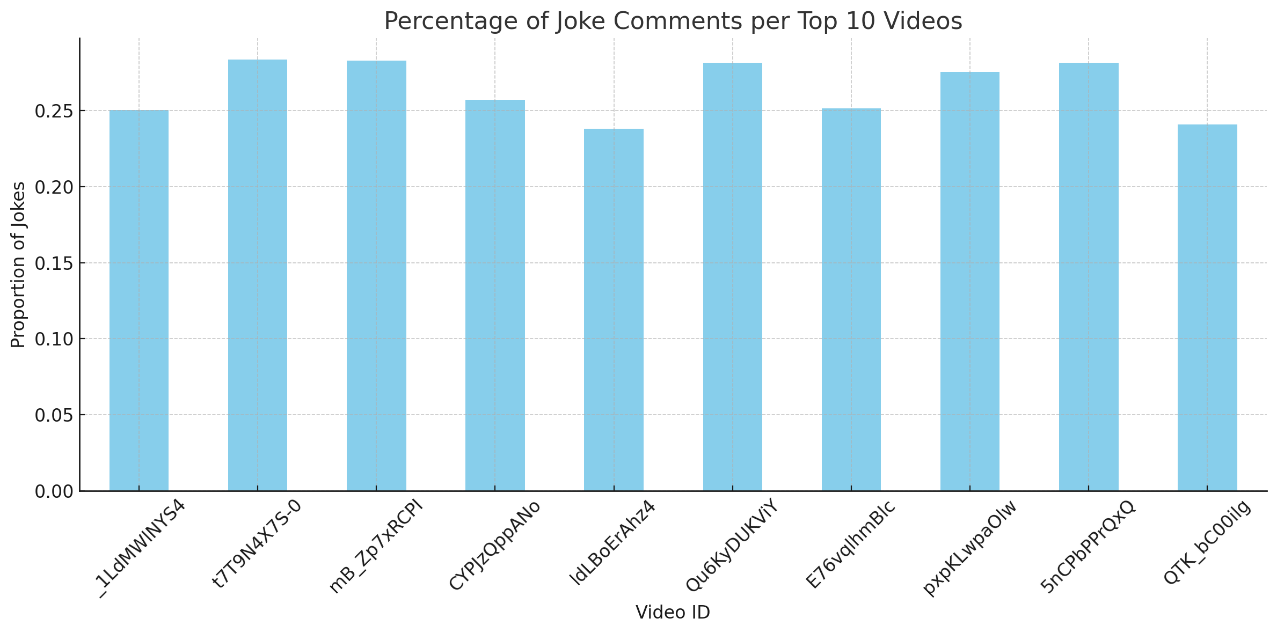 Percentage of Joke Comments per Top 10 Videos
Proportion of Jokes
0.25
0.20
0.15
0.10
0.05
0.00
_1LdMWlNYS4
t7T9N4X7S-0
mB_Zp7xRCPI
CYPJzQppANo
ldLBoErAhz4
Qu6KyDUKViY
E76vqlhmBlc
pxpKLwpaOlw
5nCPbPPrQxQ
QTK_bC00ilg
Video ID